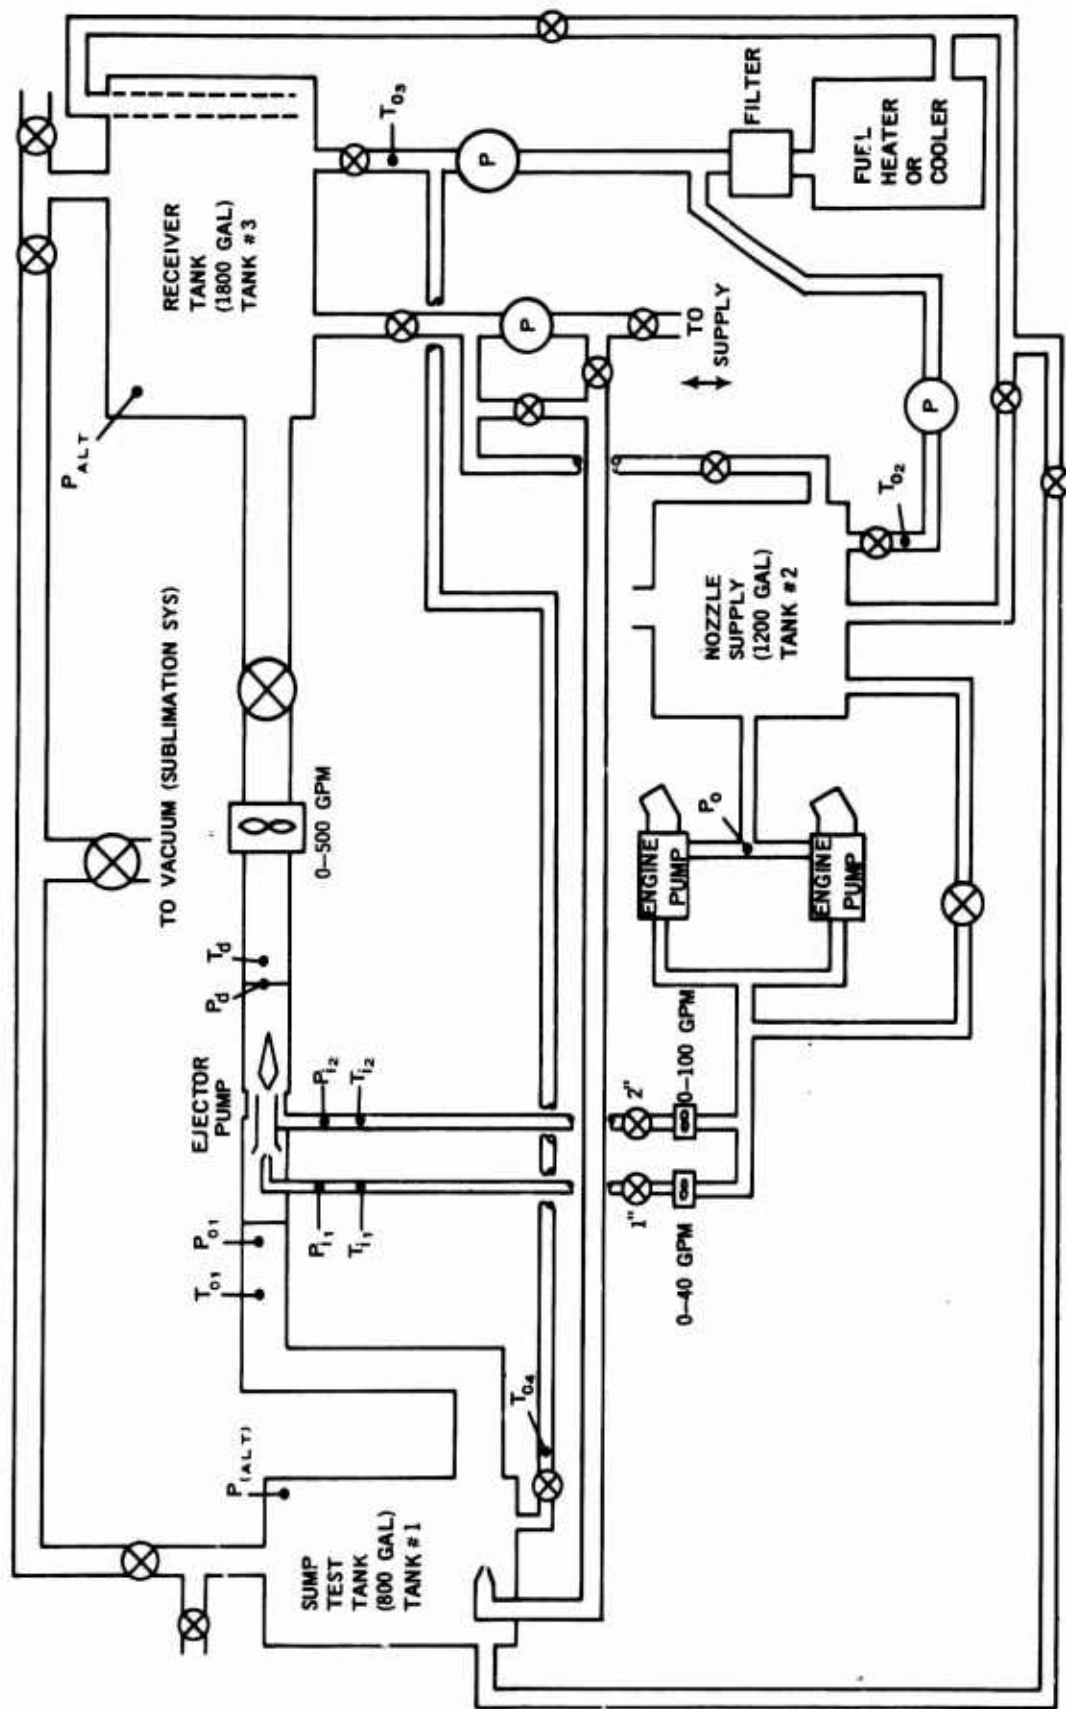 TO VACUUM (SUBLIMATION SYS)
P(ALT)
SUMP
TEST
TANK
(800 GAL)
TANK #1
T04
T01
P01
EJECTOR
PUMP
Pd
Td
0-500 GPM
Pi1
Ti1
Pi2
Ti2
PALT
RECEIVER
TANK
(1800 GAL)
TANK #3
T03
P
P
TO
SUPPLY
FILTER
FUEL
HEATER
OR
COOLER
1"
2"
0-40 GPM
0-100 GPM
ENGINE
PUMP
ENGINE
PUMP
P0
NOZZLE
SUPPLY
(1200 GAL)
TANK #2
T02
P